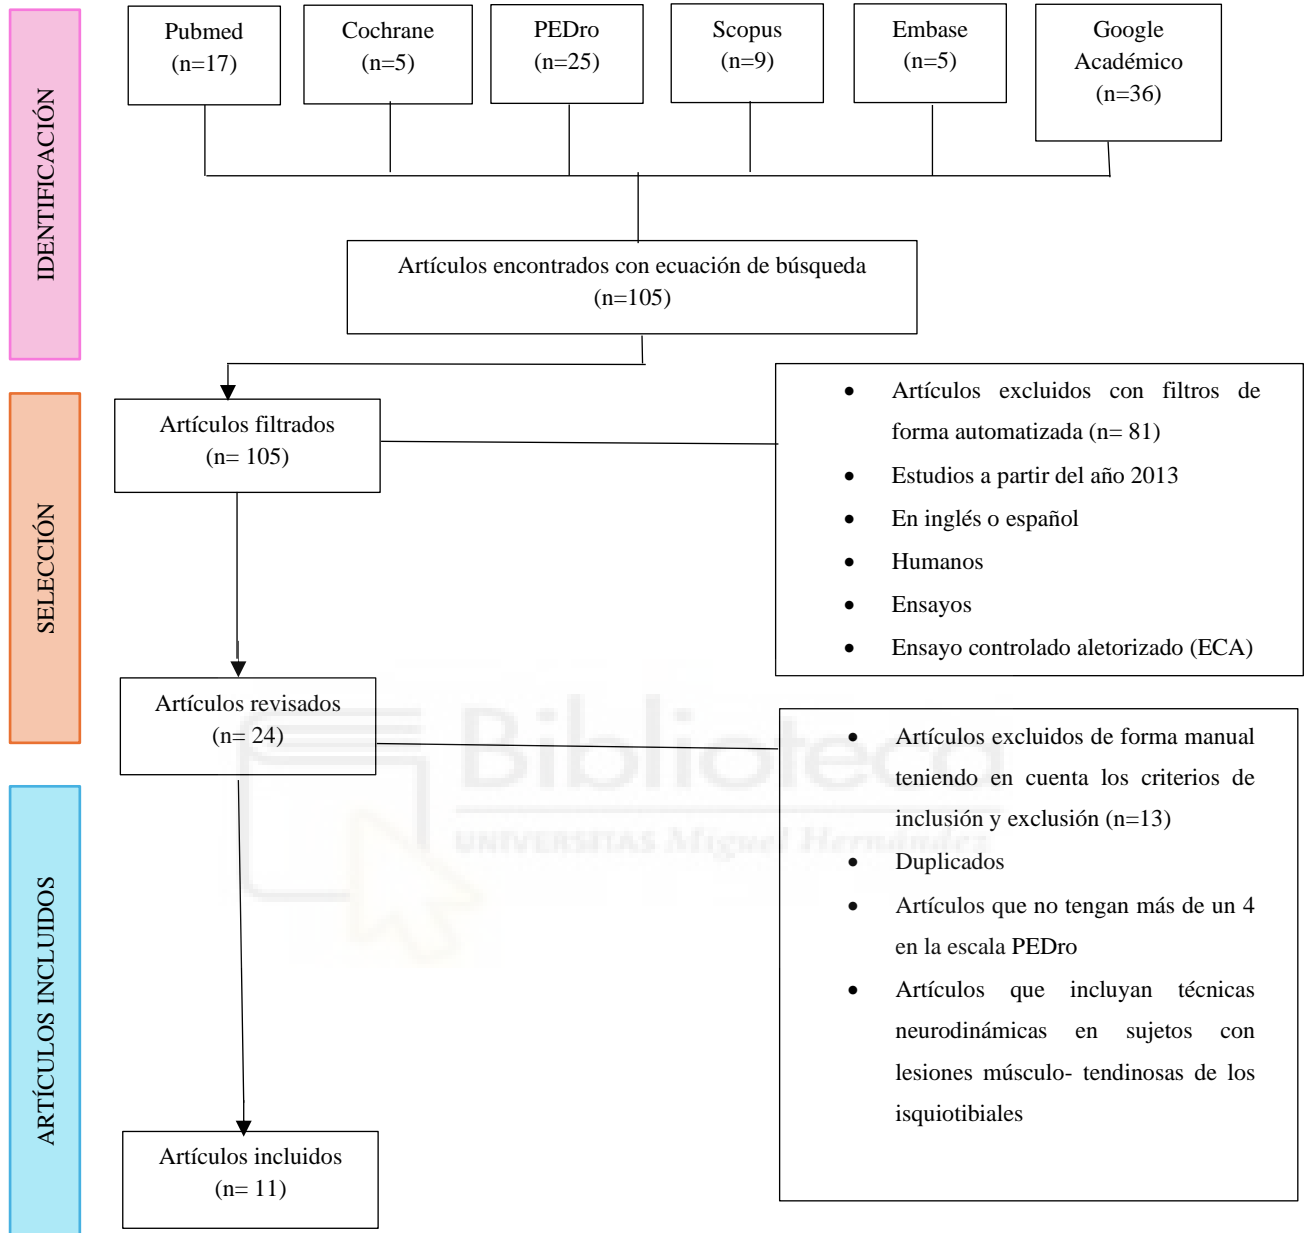 IDENTIFICACIÓN
Pubmed
(n=17)
Cochrane
(n=5)
PEDro
(n=25)
Scopus
(n=9)
Embase
(n=5)
Google
Académico
(n=36)
Artículos encontrados con ecuación de búsqueda
(n=105)
SELECCIÓN
Artículos filtrados
(n= 105)
• Artículos excluidos con filtros de
forma automatizada (n= 81)
• Estudios a partir del año 2013
• En inglés o español
• Humanos
• Ensayos
• Ensayo controlado aletorizado (ECA)
Artículos revisados
(n= 24)
• Artículos excluidos de forma manual
teniendo en cuenta los criterios de
inclusión y exclusión (n=13)
• Duplicados
• Artículos que no tengan más de un 4
en la escala PEDro
• Artículos que incluyan técnicas
neurodinámicas en sujetos con
lesiones músculo- tendinosas de los
isquiotibiales
ARTÍCULOS INCLUIDOS
Artículos incluidos
(n= 11)
Biblioteca
UNIVERSITAS Miguel Hernández